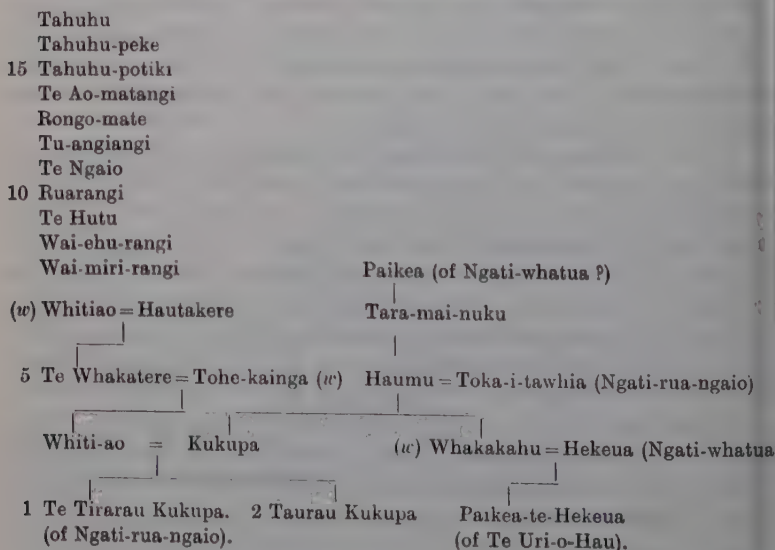 Tahuhu
Tahuhu-peke
15 Tahuhu-potiki
Te Ao-matangi
Rongo-mate
Tu-angiangi
Te Ngaio
10 Ruarangi
Te Hutu
Wai-ehu-rangi
Wai-miri-rangi Paikea (of Ngati-whatua ?)
(w) Whitiao = Hautakere Tara-mai-nuku
5 Te Whakatere = Tohe-kainga (w) Haumu = Toka-i-tawhia (Ngati-rua-ngaio)
Whiti-ao = Kukupa (w) Whakakahu = Hekeua (Ngati-whatua
1 Te Tirarau Kukupa. 2 Taurau Kukupa Paikea-te-Hekeua
(of Ngati-rua-ngaio). (of Te Uri-o-Hau).